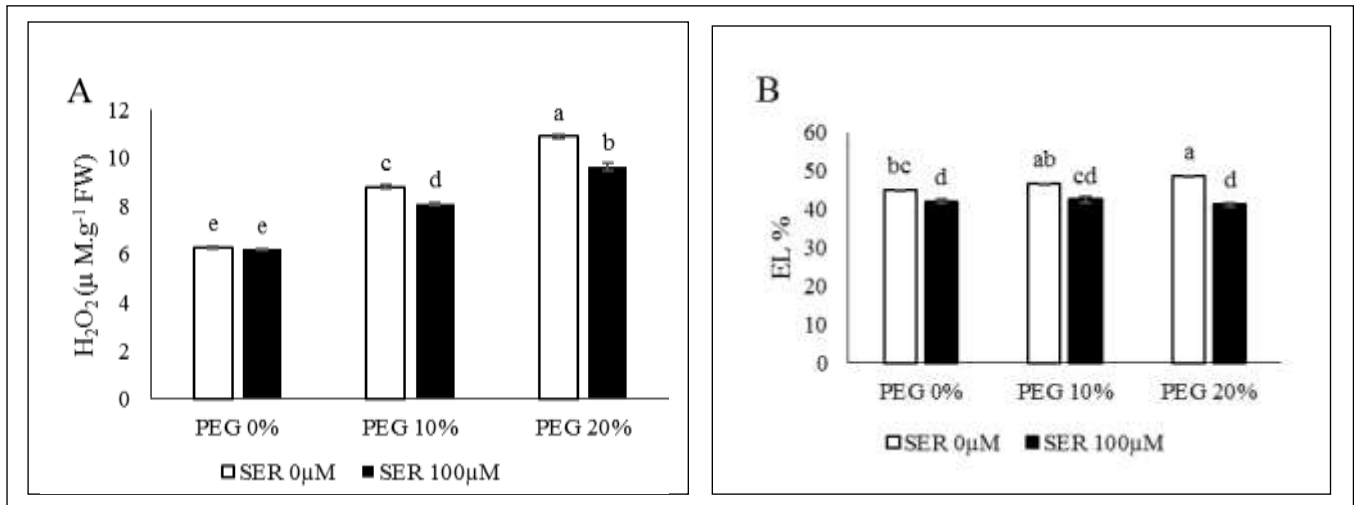 A
H₂O₂ (µ M.g⁻¹ FW)
12
10
8
6
4
2
0
e
e
c
d
a
b
PEG 0%
PEG 10%
PEG 20%
SER 0µM
SER 100µM
B
EL %
60
50
40
30
20
10
0
bc
d
ab
cd
a
d
PEG 0%
PEG 10%
PEG 20%
SER 0µM
SER 100µM